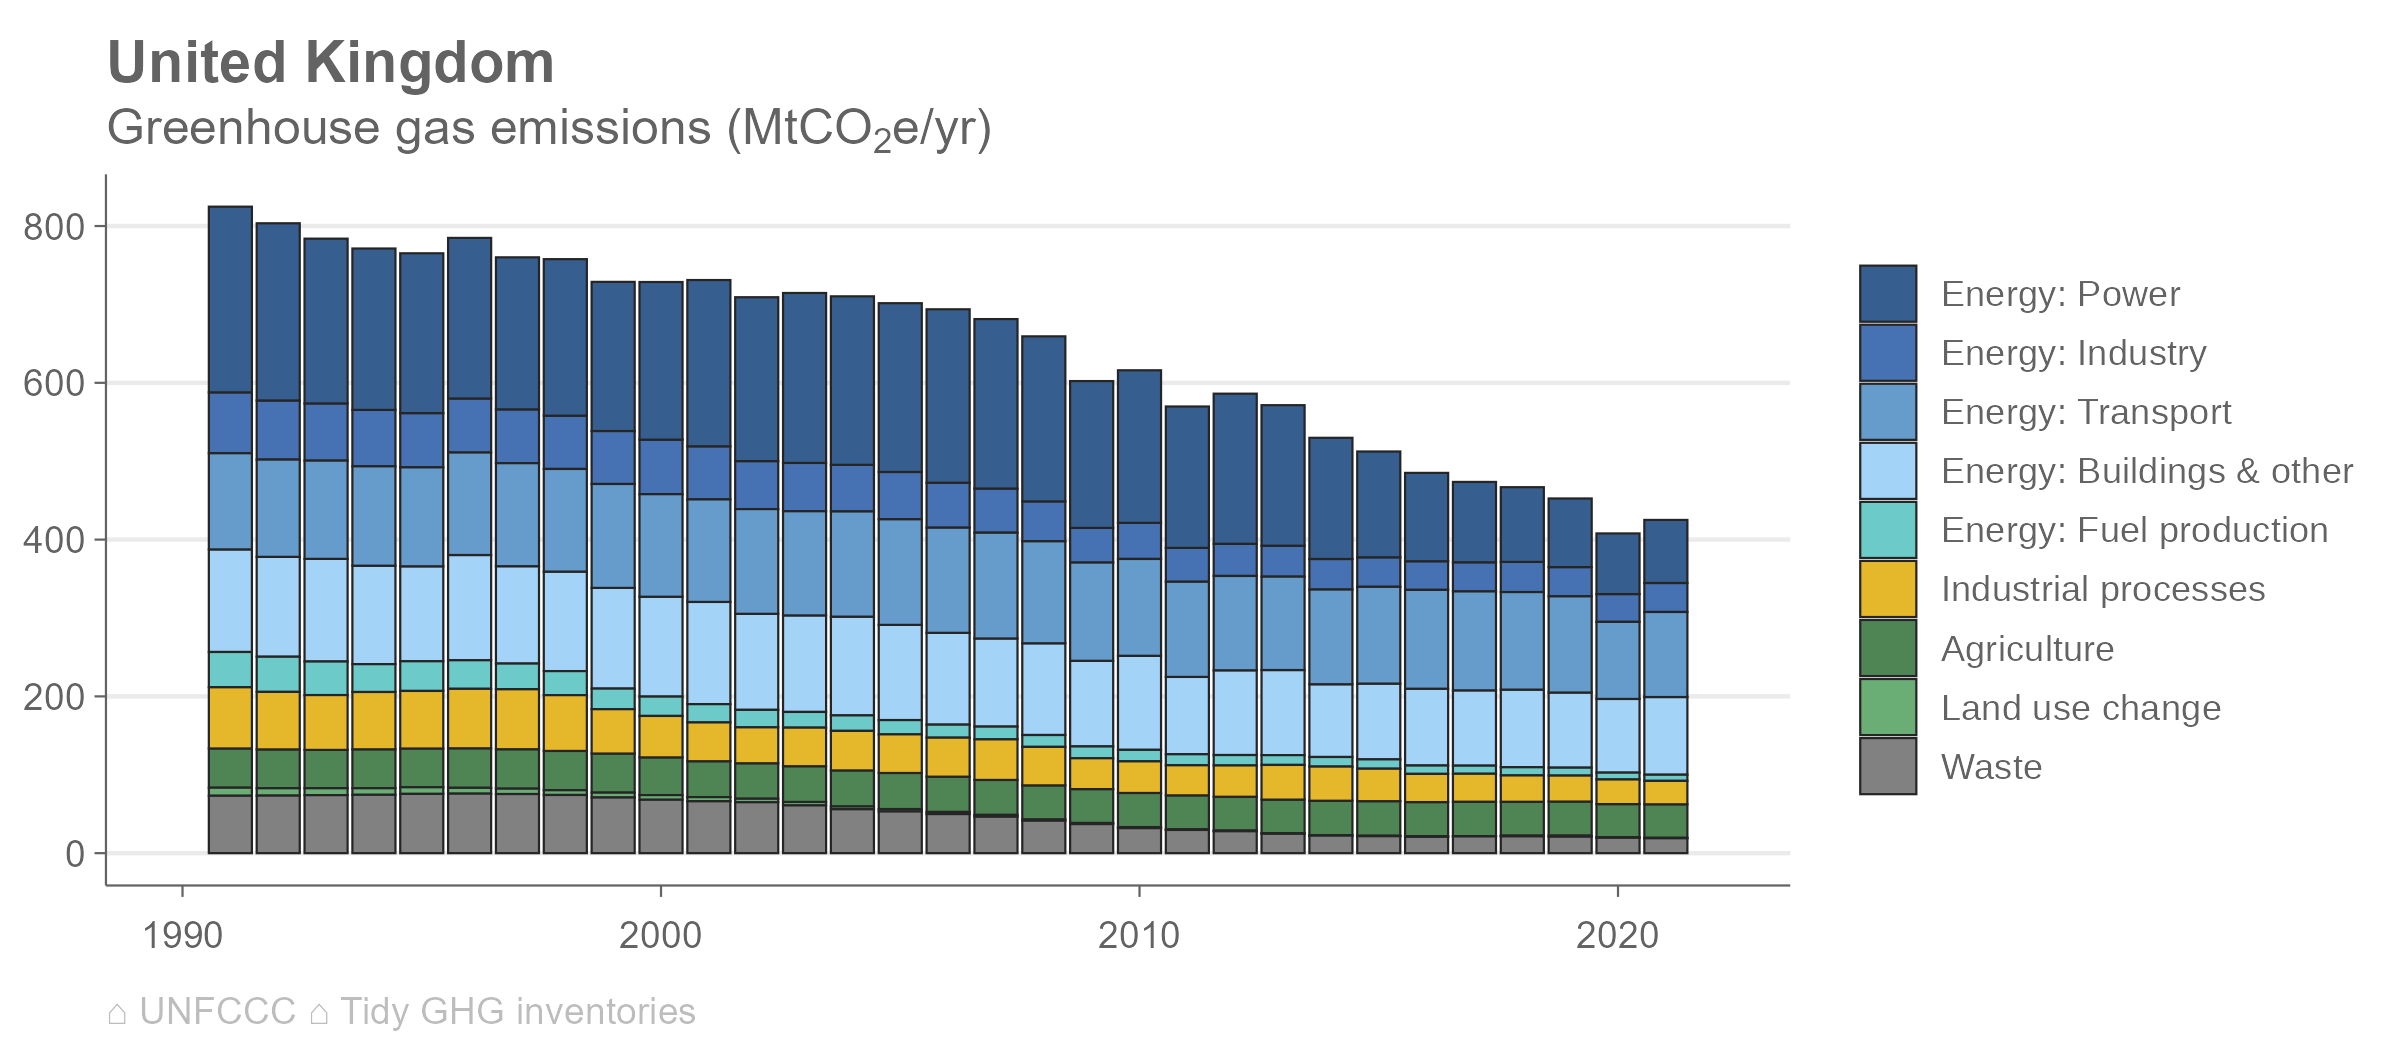 United Kingdom
Greenhouse gas emissions (MtCO₂e/yr)
800
600
400
200
0
1990 2000 2010 2020
Energy: Power
Energy: Industry
Energy: Transport
Energy: Buildings & other
Energy: Fuel production
Industrial processes
Agriculture
Land use change
Waste
⌂ UNFCCC ⌂ Tidy GHG inventories